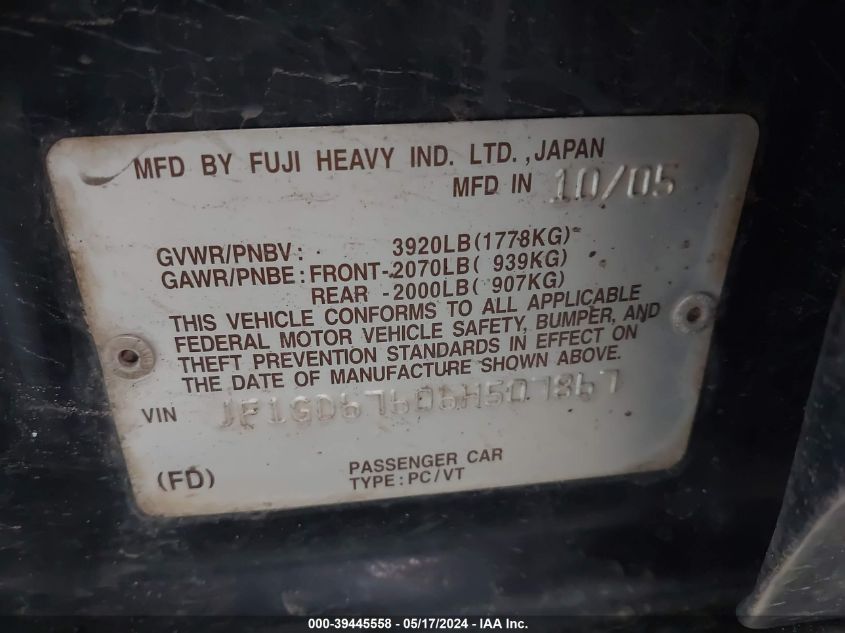 MFD BY FUJI HEAVY IND. LTD., JAPAN
MFD IN 10/05
GVWR/PNBV: 3920LB(1778KG)
GAWR/PNBE: FRONT-2070LB( 939KG)
REAR -2000LB( 907KG)
THIS VEHICLE CONFORMS TO ALL APPLICABLE
FEDERAL MOTOR VEHICLE SAFETY, BUMPER, AND
THEFT PREVENTION STANDARDS IN EFFECT ON
THE DATE OF MANUFACTURE SHOWN ABOVE.
VIN JF1GD67606H507867
(FD) PASSENGER CAR
TYPE: PC/VT
000-39445558 - 05/17/2024 - IAA Inc.